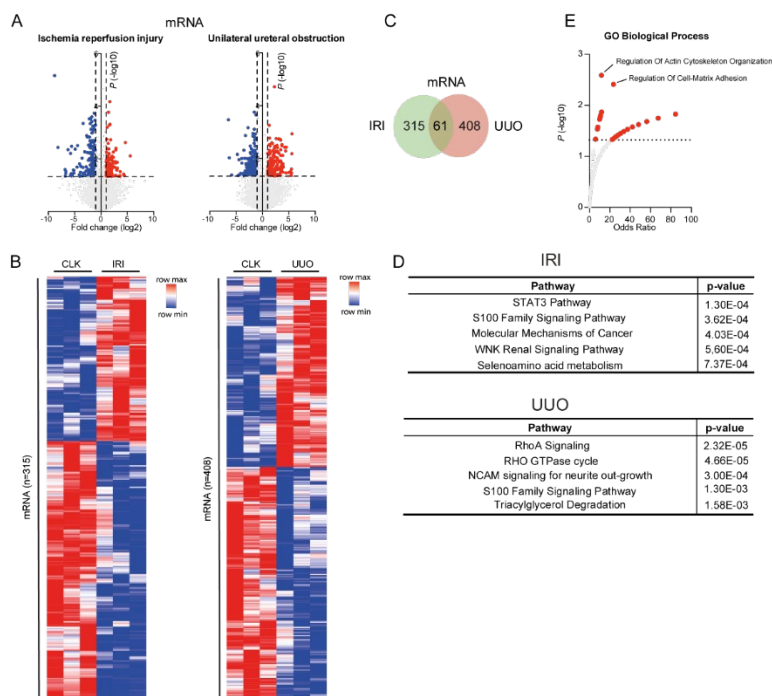 A
mRNA
Ischemia reperfusion injury
Unilateral ureteral obstruction
P (-log10)
P (-log10)
6
6
4
4
-10 -5 0 5 10
-10 -5 0 5 10
Fold change (log2)
Fold change (log2)
C
mRNA
IRI 315 61 408 UUO
E
GO Biological Process
Regulation Of Actin Cytoskeleton Organization
Regulation Of Cell-Matrix Adhesion
P (-log10)
3
2
1
0
0 20 40 60 80 100
Odds Ratio
B
CLK IRI
row max
row min
mRNA (n=315)
CLK UUO
row max
row min
mRNA (n=408)
D
IRI
Pathway p-value
STAT3 Pathway 1.30E-04
S100 Family Signaling Pathway 3.62E-04
Molecular Mechanisms of Cancer 4.03E-04
WNK Renal Signaling Pathway 5,60E-04
Selenoamino acid metabolism 7.37E-04
UUO
Pathway p-value
RhoA Signaling 2.32E-05
RHO GTPase cycle 4.66E-05
NCAM signaling for neurite out-growth 3.00E-04
S100 Family Signaling Pathway 1.30E-03
Triacylglycerol Degradation 1.58E-03